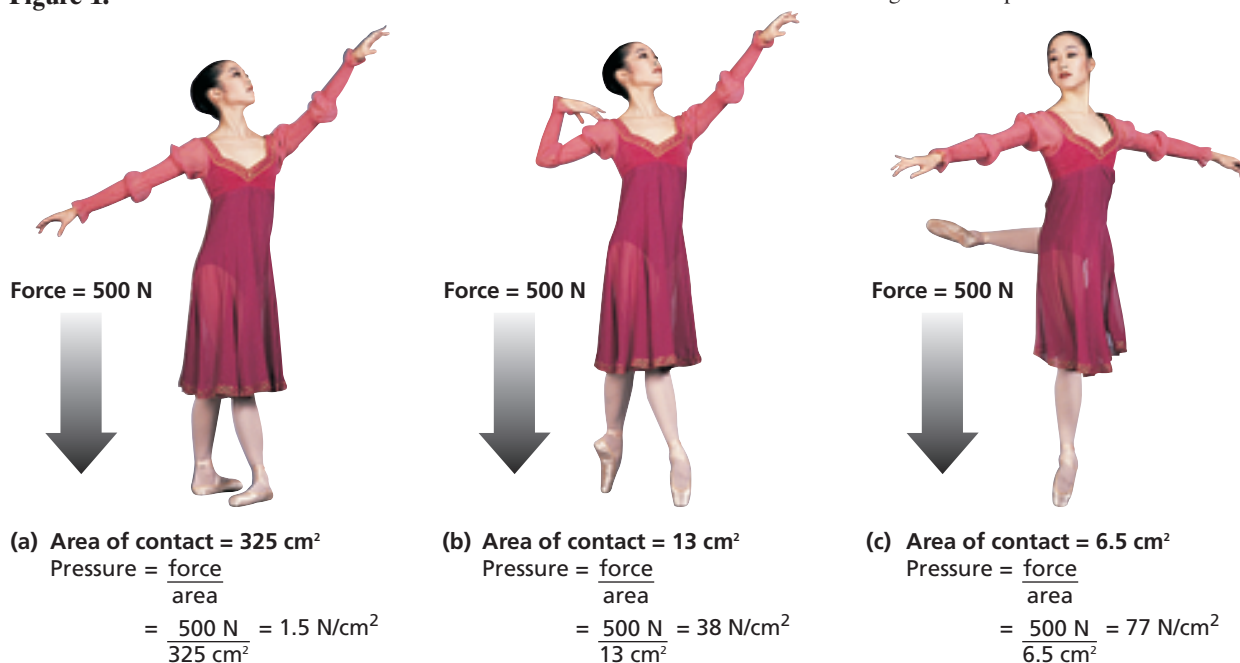 Figure 1.
Force = 500 N
Force = 500 N
Force = 500 N
(a) Area of contact = 325 cm²
Pressure = force
area
= 500 N = 1.5 N/cm²
325 cm²
(b) Area of contact = 13 cm²
Pressure = force
area
= 500 N = 38 N/cm²
13 cm²
(c) Area of contact = 6.5 cm²
Pressure = force
area
= 500 N = 77 N/cm²
6.5 cm²